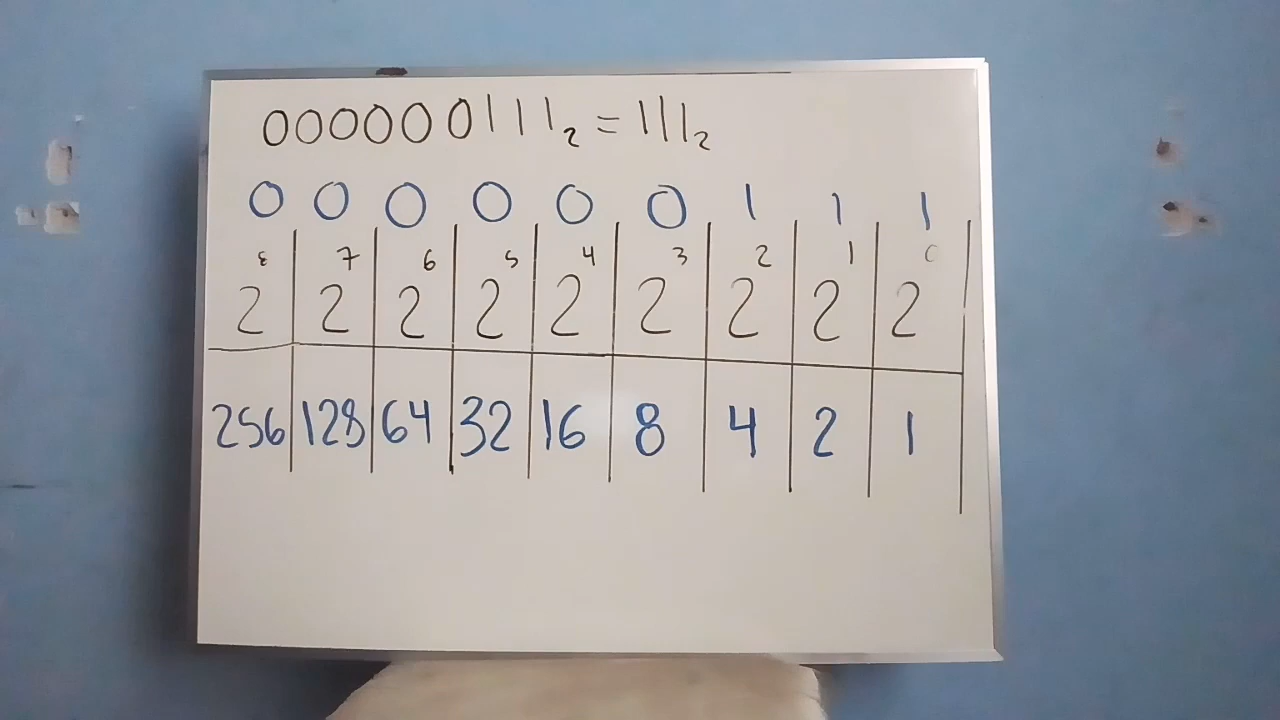 000000111₂ = 111₂
0 0 0 0 0 0 1 1 1
2⁸ 2⁷ 2⁶ 2⁵ 2⁴ 2³ 2² 2¹ 2⁰
256 128 64 32 16 8 4 2 1